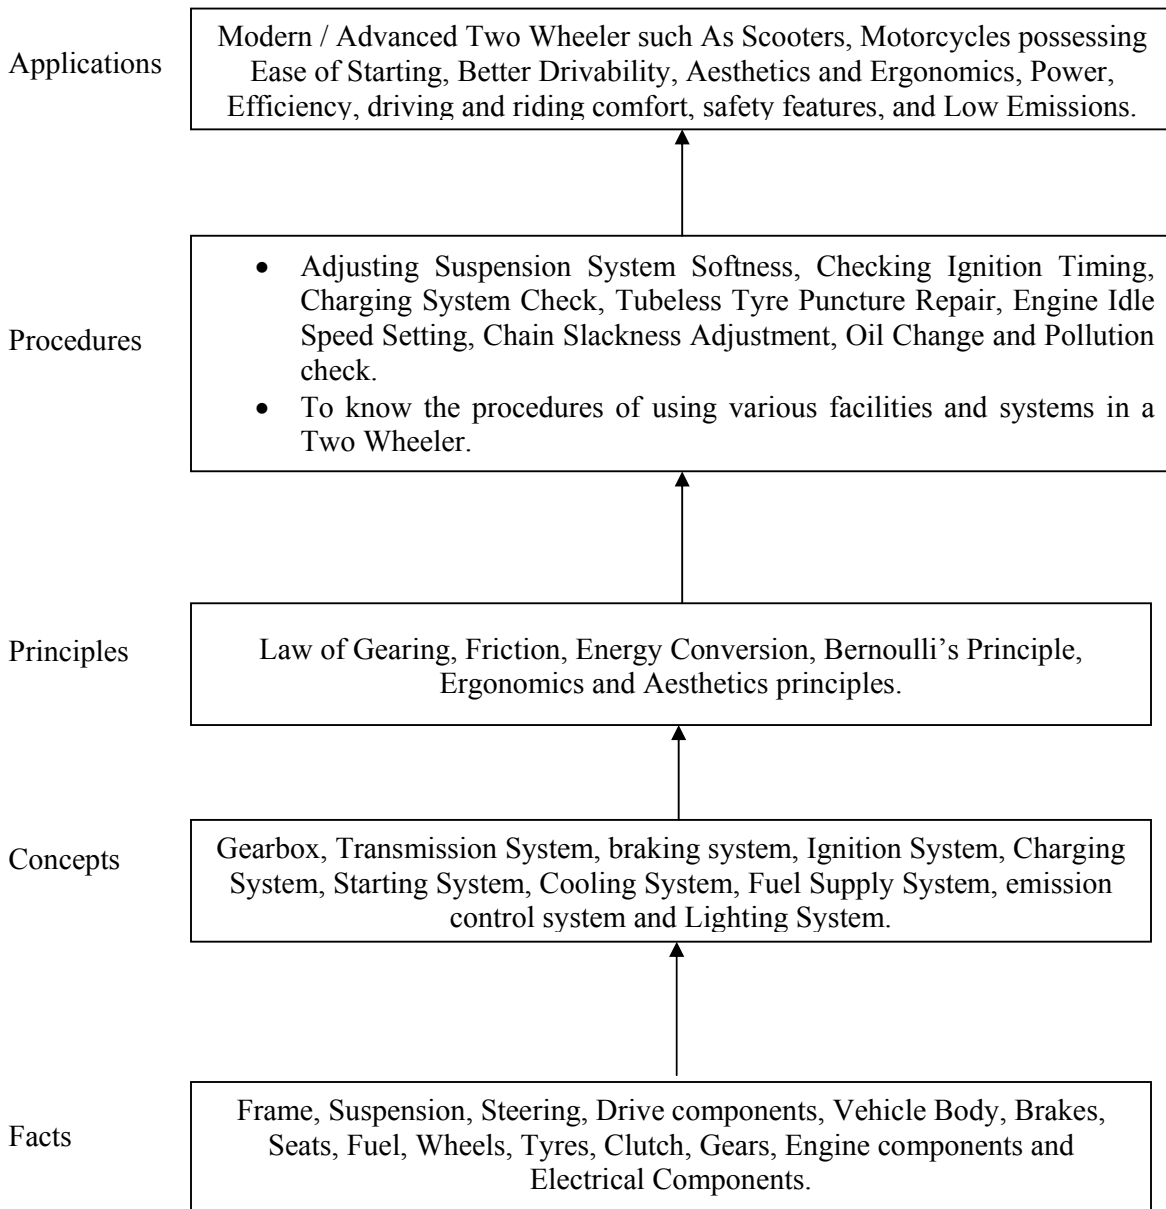 Applications
Modern / Advanced Two Wheeler such As Scooters, Motorcycles possessing
Ease of Starting, Better Drivability, Aesthetics and Ergonomics, Power,
Efficiency, driving and riding comfort, safety features, and Low Emissions.
Procedures
• Adjusting Suspension System Softness, Checking Ignition Timing,
Charging System Check, Tubeless Tyre Puncture Repair, Engine Idle
Speed Setting, Chain Slackness Adjustment, Oil Change and Pollution
check.
• To know the procedures of using various facilities and systems in a
Two Wheeler.
Principles
Law of Gearing, Friction, Energy Conversion, Bernoulli’s Principle,
Ergonomics and Aesthetics principles.
Concepts
Gearbox, Transmission System, braking system, Ignition System, Charging
System, Starting System, Cooling System, Fuel Supply System, emission
control system and Lighting System.
Facts
Frame, Suspension, Steering, Drive components, Vehicle Body, Brakes,
Seats, Fuel, Wheels, Tyres, Clutch, Gears, Engine components and
Electrical Components.